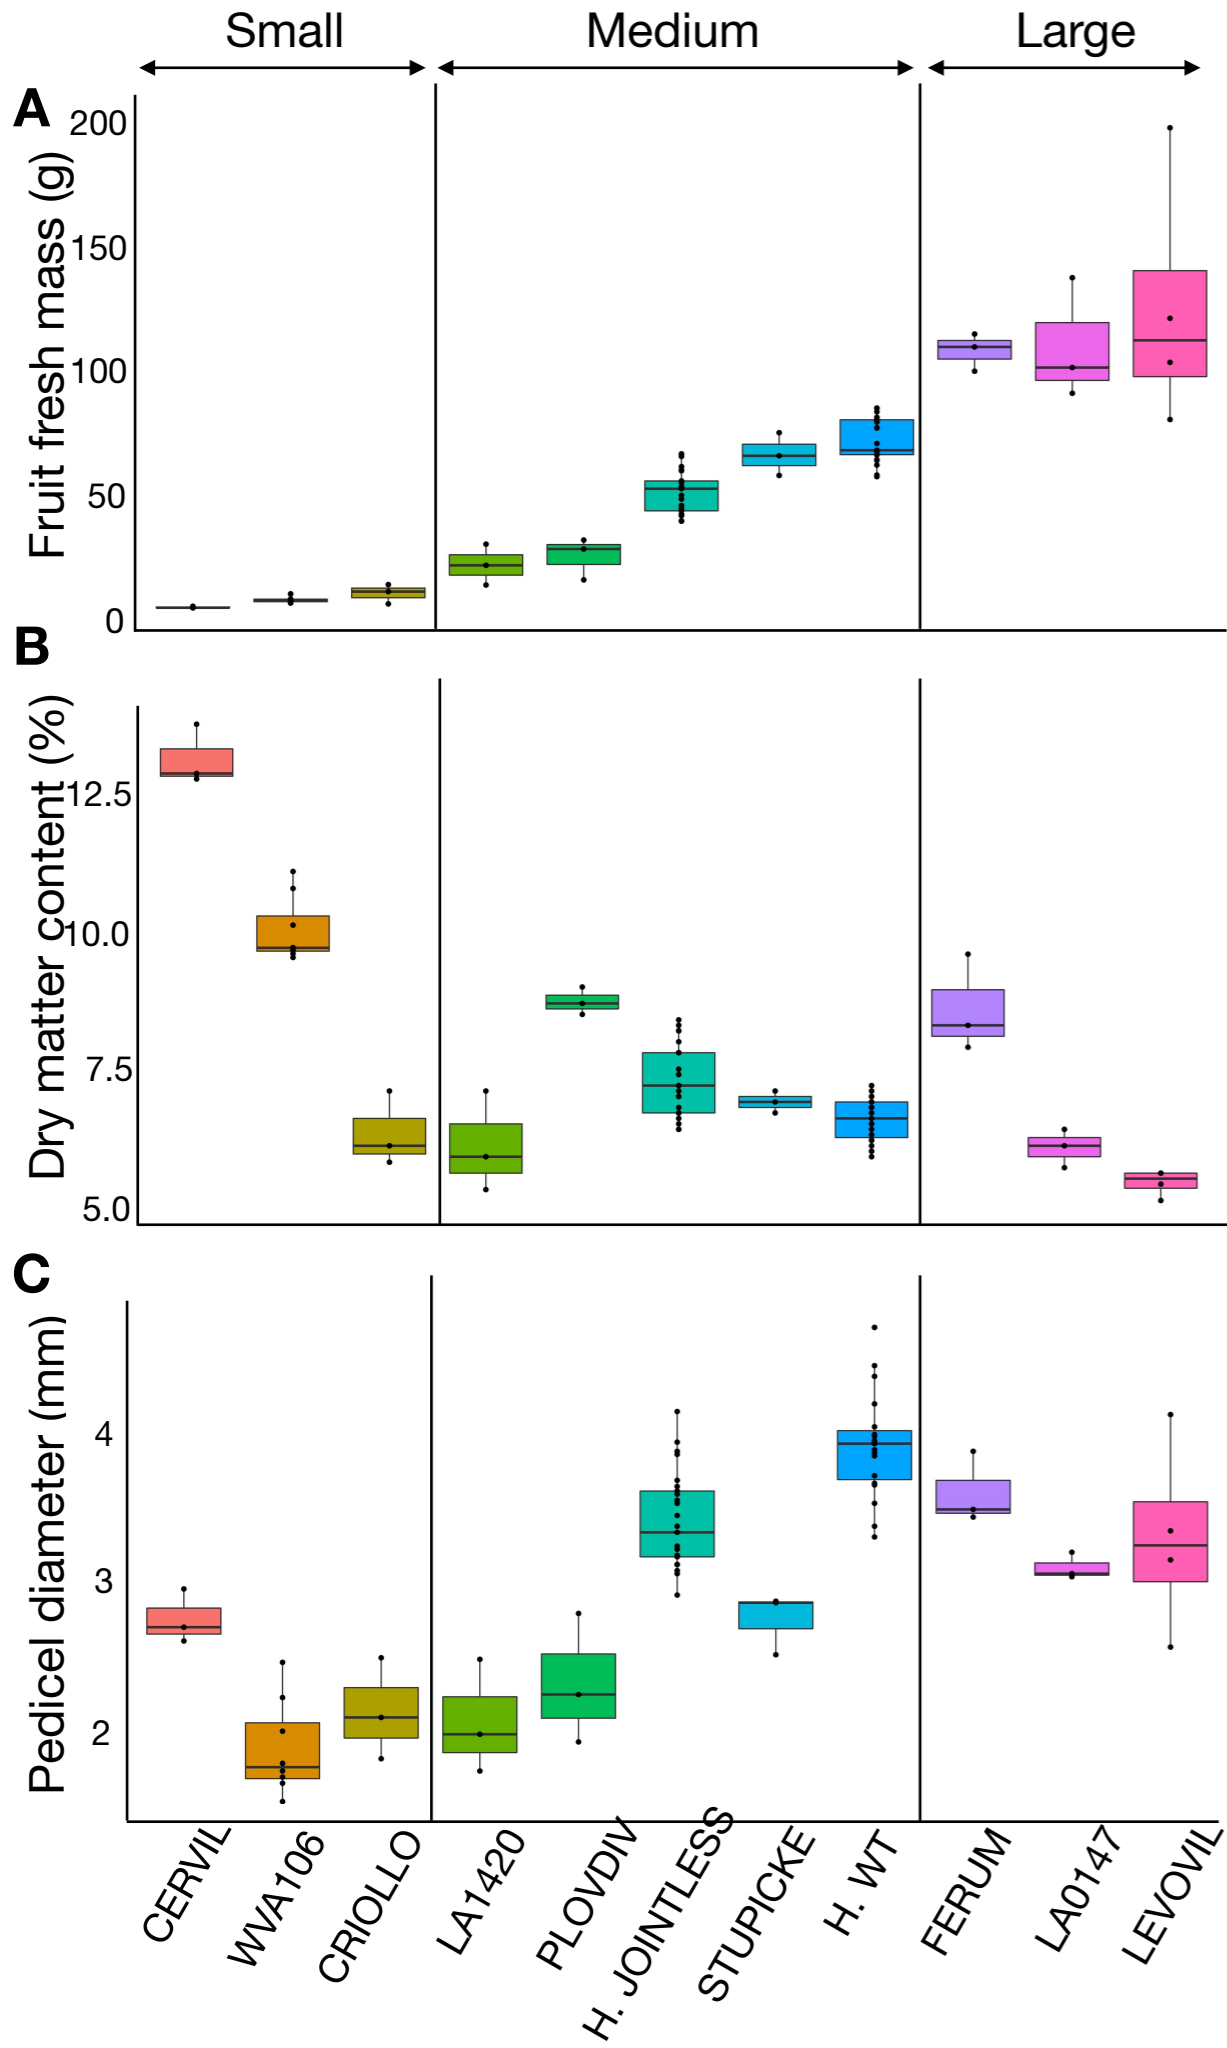 Small Medium Large
A
Fruit fresh mass (g)
200
150
100
50
0
B
Dry matter content (%)
12.5
10.0
7.5
5.0
C
Pedicel diameter (mm)
4
3
2
CERVIL
WVA106
CRIOLLO
LA1420
PLOVDIV
H. JOINTLESS
STUPICKE
H. WT
FERUM
LA0147
LEVOVIL